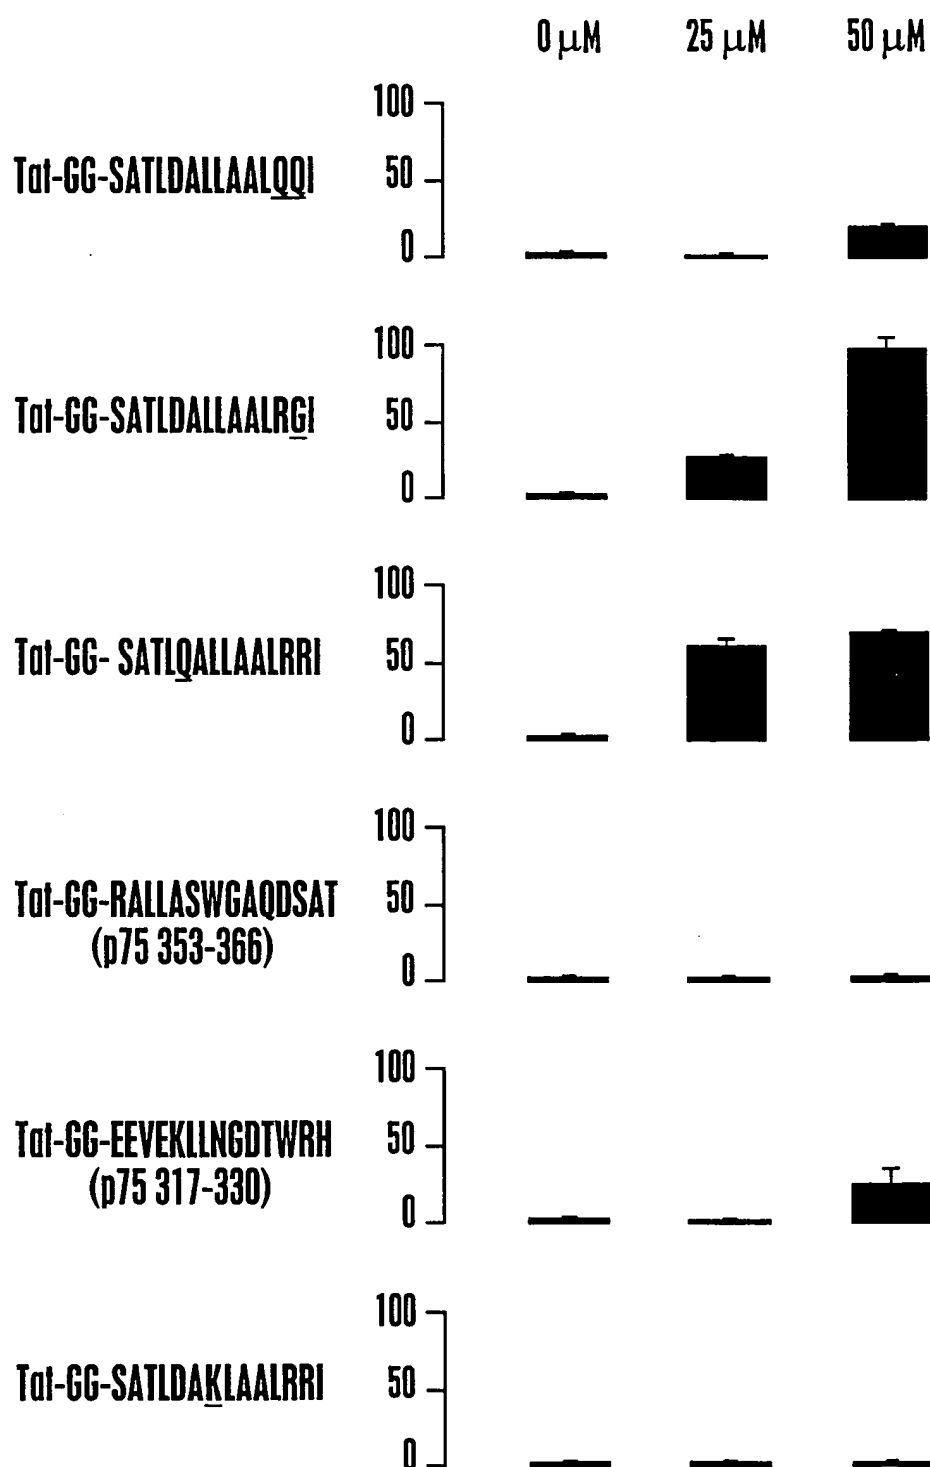 0 μM 25 μM 50 μM
100
Tat-GG-SATLDALLAALQQI 50
0
100
Tat-GG-SATLDALLAALRGI 50
0
100
Tat-GG- SATLQALLAALRRI 50
0
100
Tat-GG-RALLASWGAQDSAT 50
(p75 353-366)
0
100
Tat-GG-EEVEKLLNGDTWRH 50
(p75 317-330)
0
100
Tat-GG-SATLDAKLAALRRI 50
0